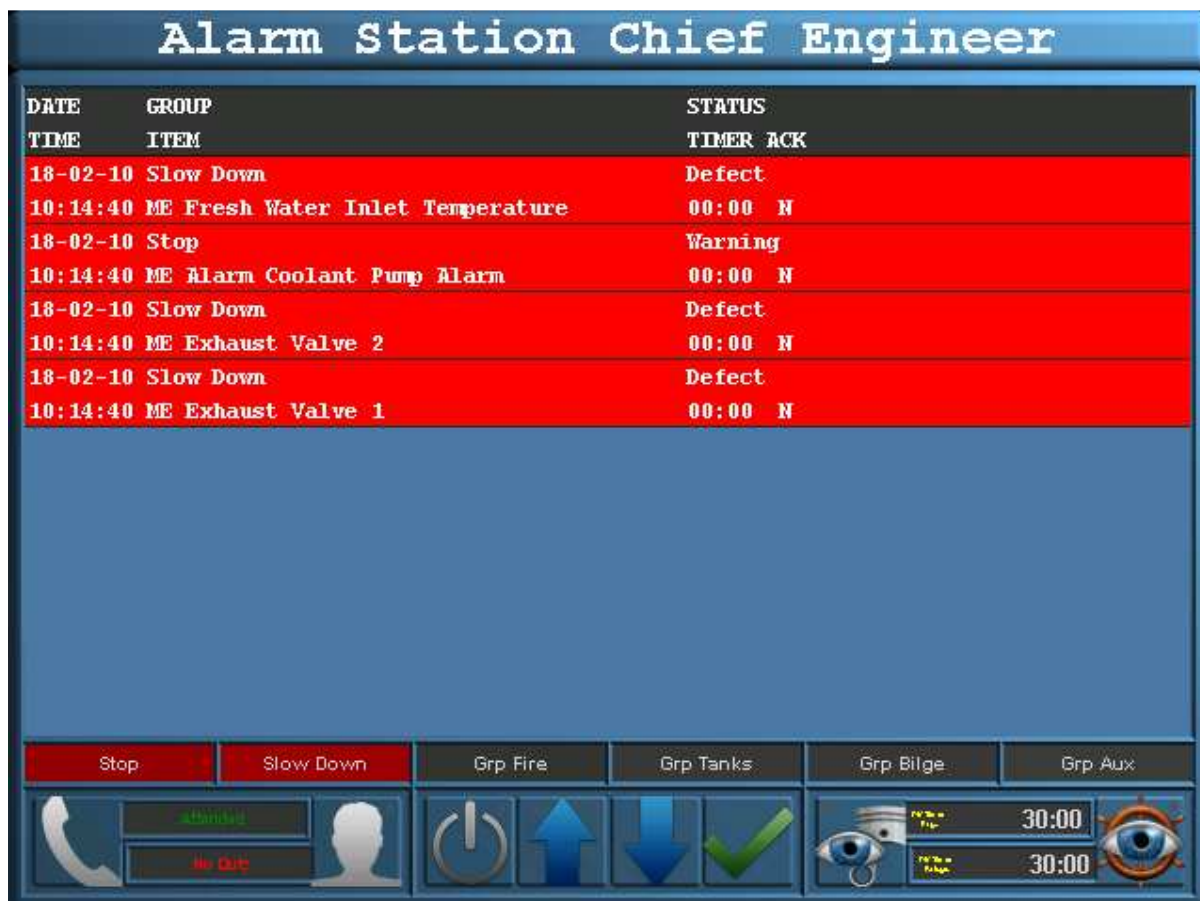 Alarm Station Chief Engineer
DATE GROUP STATUS
TIME ITEM TIMER ACK
18-02-10 Slow Down Defect
10:14:40 ME Fresh Water Inlet Temperature 00:00 N
18-02-10 Stop Warning
10:14:40 ME Alarm Coolant Pump Alarm 00:00 N
18-02-10 Slow Down Defect
10:14:40 ME Exhaust Valve 2 00:00 N
18-02-10 Slow Down Defect
10:14:40 ME Exhaust Valve 1 00:00 N
Stop Slow Down Grp Fire Grp Tanks Grp Bilge Grp Aux
Attended 30:00
No Duty 30:00